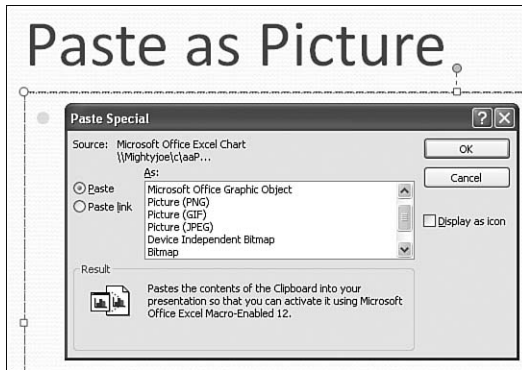 Paste as Picture
Paste Special
Source: Microsoft Office Excel Chart
\\Mightyjoe\c\aaP...
As:
Paste
Paste link
Microsoft Office Graphic Object
Picture (PNG)
Picture (GIF)
Picture (JPEG)
Device Independent Bitmap
Bitmap
OK
Cancel
Display as icon
Result
Pastes the contents of the Clipboard into your
presentation so that you can activate it using Microsoft
Office Excel Macro-Enabled 12.